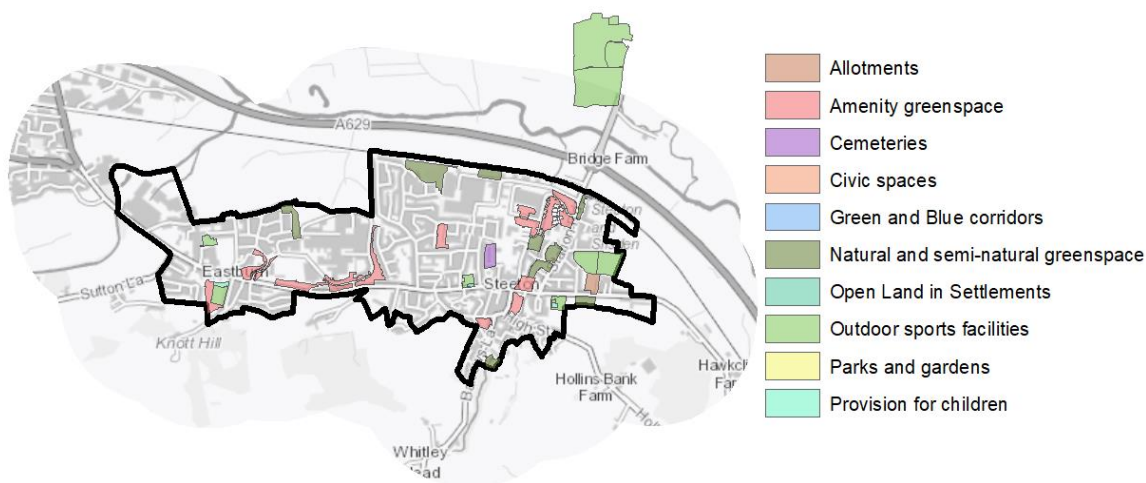 A629
Bridge Farm
Steeton
and
Eastburn
Sutton La
Steeton
Knott Hill
Hollins Bank
Farm
Whitley
Allotments
Amenity greenspace
Cemeteries
Civic spaces
Green and Blue corridors
Natural and semi-natural greenspace
Open Land in Settlements
Outdoor sports facilities
Parks and gardens
Provision for children